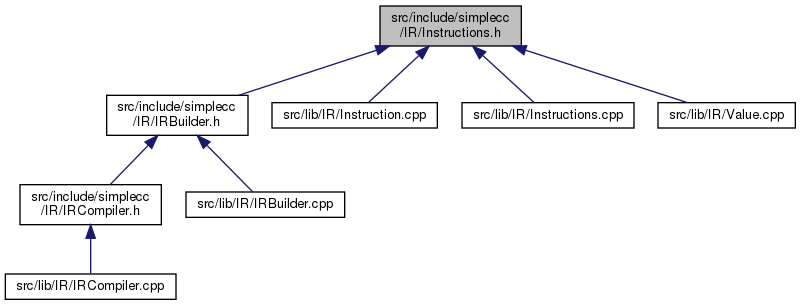 src/include/simplecc
/IR/Instructions.h
src/include/simplecc
/IR/IRBuilder.h
src/lib/IR/Instruction.cpp
src/lib/IR/Instructions.cpp
src/lib/IR/Value.cpp
src/include/simplecc
/IR/IRCompiler.h
src/lib/IR/IRBuilder.cpp
src/lib/IR/IRCompiler.cpp